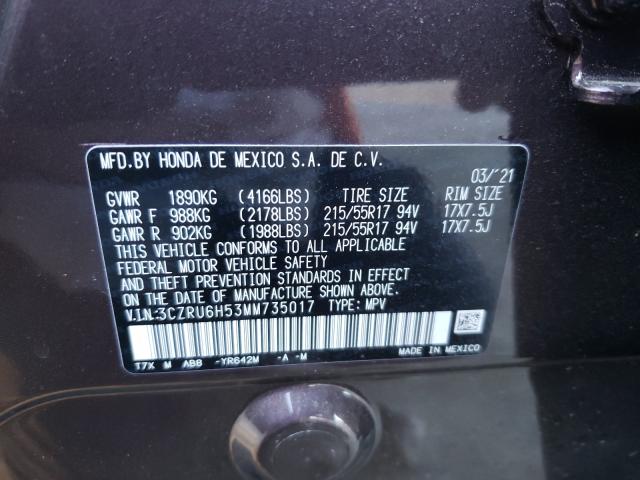 MFD.BY HONDA DE MEXICO S.A. DE C.V.
03/'21
GVWR 1890KG (4166LBS) TIRE SIZE RIM SIZE
GAWR F 988KG (2178LBS) 215/55R17 94V 17X7.5J
GAWR R 902KG (1988LBS) 215/55R17 94V 17X7.5J
THIS VEHICLE CONFORMS TO ALL APPLICABLE
FEDERAL MOTOR VEHICLE SAFETY
AND THEFT PREVENTION STANDARDS IN EFFECT
ON THE DATE OF MANUFACTURE SHOWN ABOVE.
V.I.N:3CZRU6H53MM735017 TYPE: MPV
17X M ABB -YR642M -A -M MADE IN MEXICO